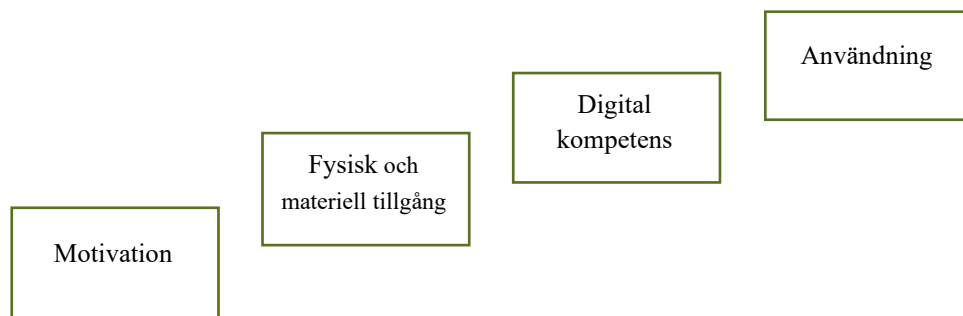 Användning
Digital
kompetens
Fysisk och
materiell tillgång
Motivation